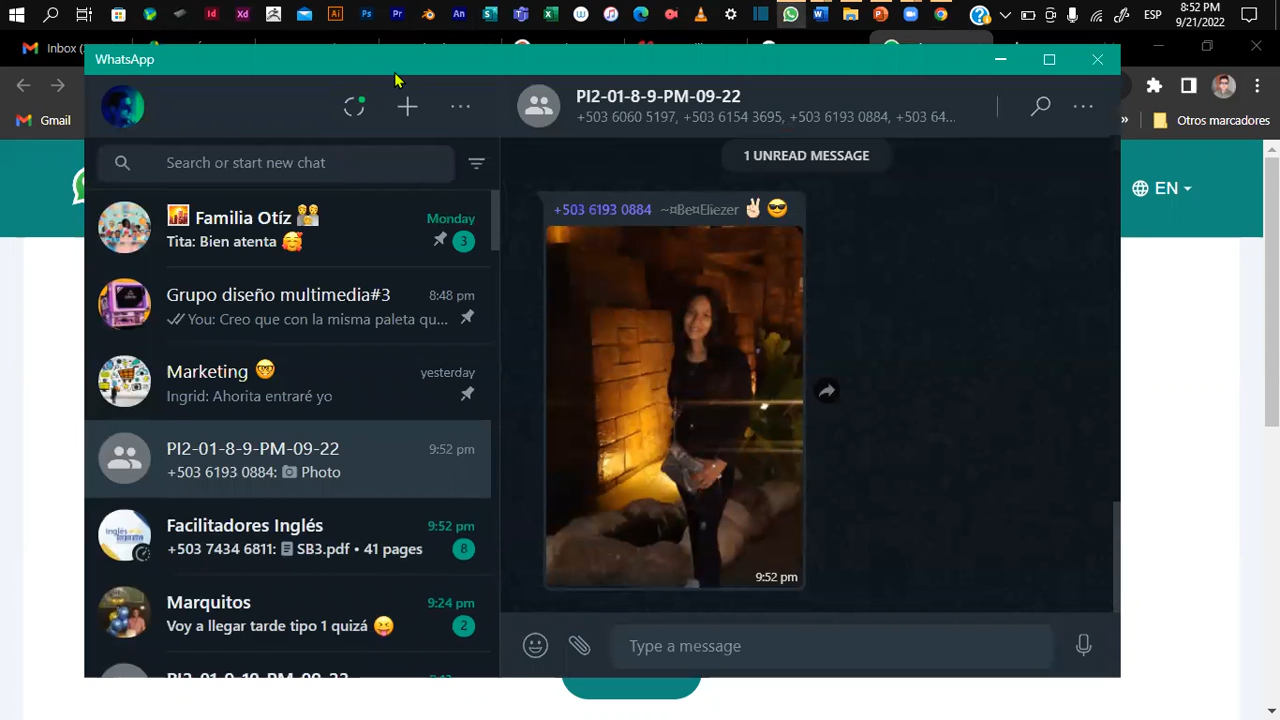 ESP
8:52 PM
9/21/2022
Inbox (
Gmail
»
Otros marcadores
EN
WhatsApp
Search or start new chat
Familia Otíz
Monday
Tita: Bien atenta 🥰
3
Grupo diseño multimedia#3
8:48 pm
You: Creo que con la misma paleta qu...
Marketing 🤓
yesterday
Ingrid: Ahorita entraré yo
PI2-01-8-9-PM-09-22
9:52 pm
+503 6193 0884: 📷 Photo
Facilitadores Inglés
9:52 pm
+503 7434 6811: SB3.pdf • 41 pages
8
Marquitos
9:24 pm
Voy a llegar tarde tipo 1 quizá 😝
2
PI2-01-8-9-PM-09-22
+503 6060 5197, +503 6154 3695, +503 6193 0884, +503 64...
1 UNREAD MESSAGE
+503 6193 0884 ~¤Be¤Eliezer ✌🏻😎
9:52 pm
Type a message